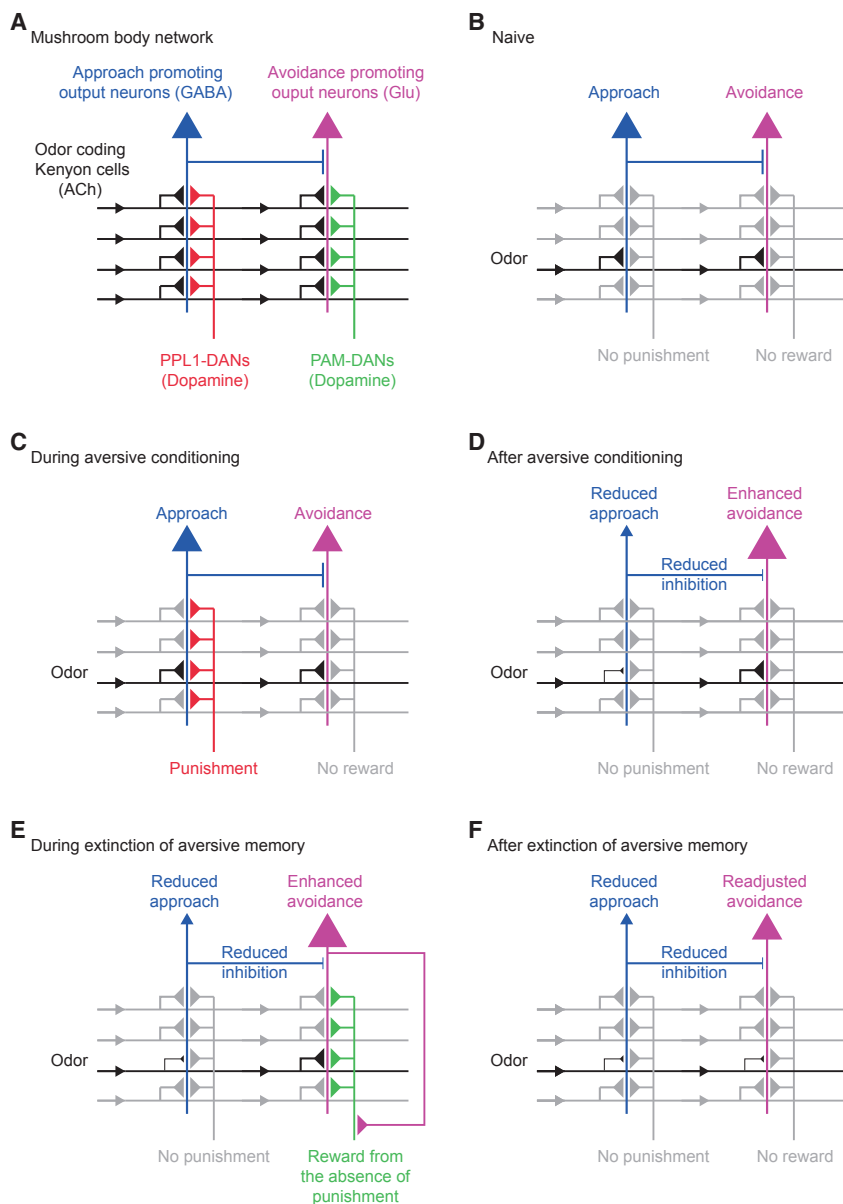 A
Mushroom body network
Approach promoting
output neurons (GABA)
Avoidance promoting
ouput neurons (Glu)
Odor coding
Kenyon cells
(ACh)
PPL1-DANs
(Dopamine)
PAM-DANs
(Dopamine)
B
Naive
Approach
Avoidance
Odor
No punishment
No reward
C
During aversive conditioning
Approach
Avoidance
Odor
Punishment
No reward
D
After aversive conditioning
Reduced
approach
Enhanced
avoidance
Reduced
inhibition
Odor
No punishment
No reward
E
During extinction of aversive memory
Reduced
approach
Enhanced
avoidance
Reduced
inhibition
Odor
No punishment
Reward from
the absence of
punishment
F
After extinction of aversive memory
Reduced
approach
Readjusted
avoidance
Reduced
inhibition
Odor
No punishment
No reward